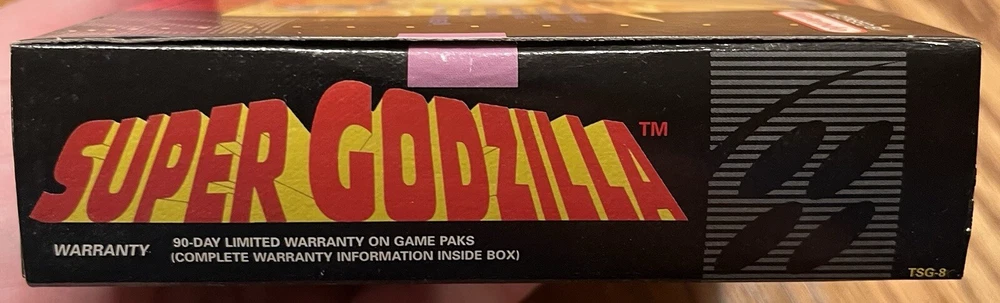 SUPER GODZILLA™
WARRANTY
90-DAY LIMITED WARRANTY ON GAME PAKS
(COMPLETE WARRANTY INFORMATION INSIDE BOX)
TSG-8